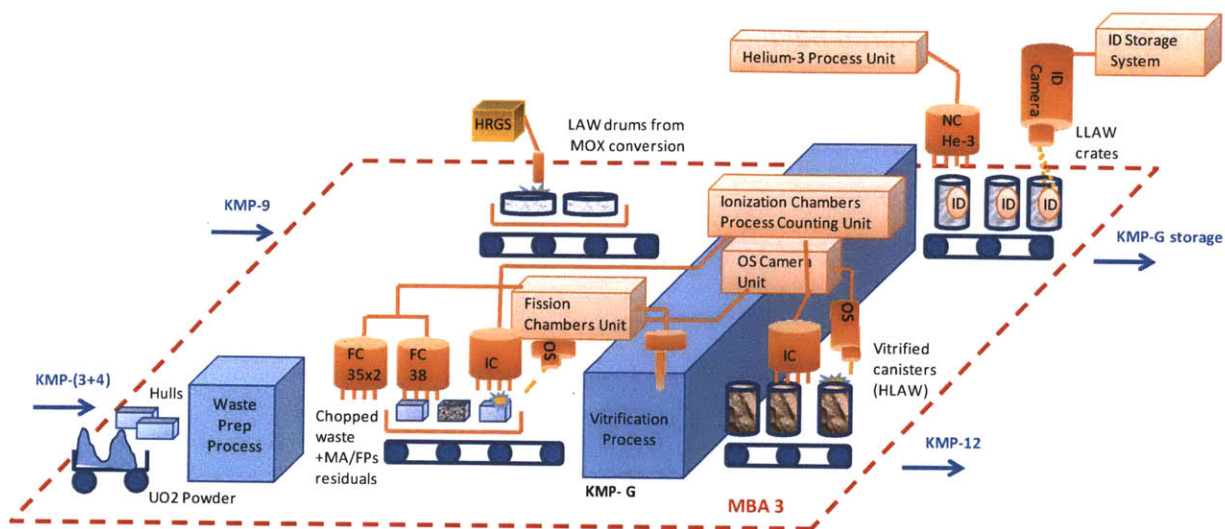 Helium-3 Process Unit
ID Storage
System
ID
Camera
NC
He-3
LLAW
crates
HRGS
LAW drums from
MOX conversion
ID
ID
ID
KMP-9
Ionization Chambers
Process Counting Unit
KMP-G storage
OS Camera
Unit
Fission
Chambers Unit
OS
OS
FC
35x2
FC
38
IC
IC
Vitrified
canisters
(HLAW)
KMP-(3+4)
Hulls
Waste
Prep
Process
Chopped
waste
+MA/FPs
residuals
Vitrification
Process
KMP-12
UO2 Powder
KMP- G
MBA 3